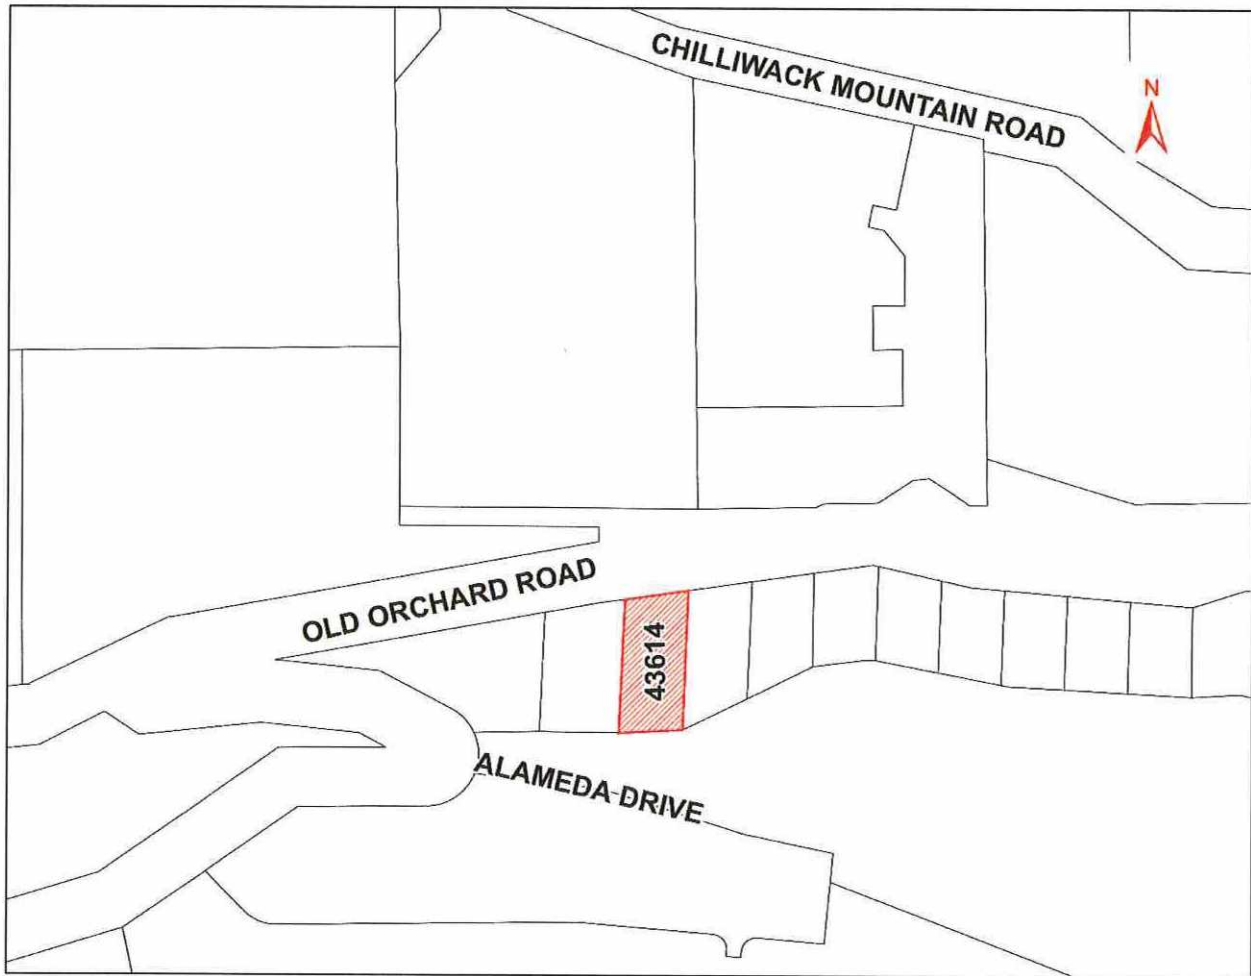 CHILLIWACK MOUNTAIN ROAD
N
OLD ORCHARD ROAD
43614
ALAMEDA DRIVE